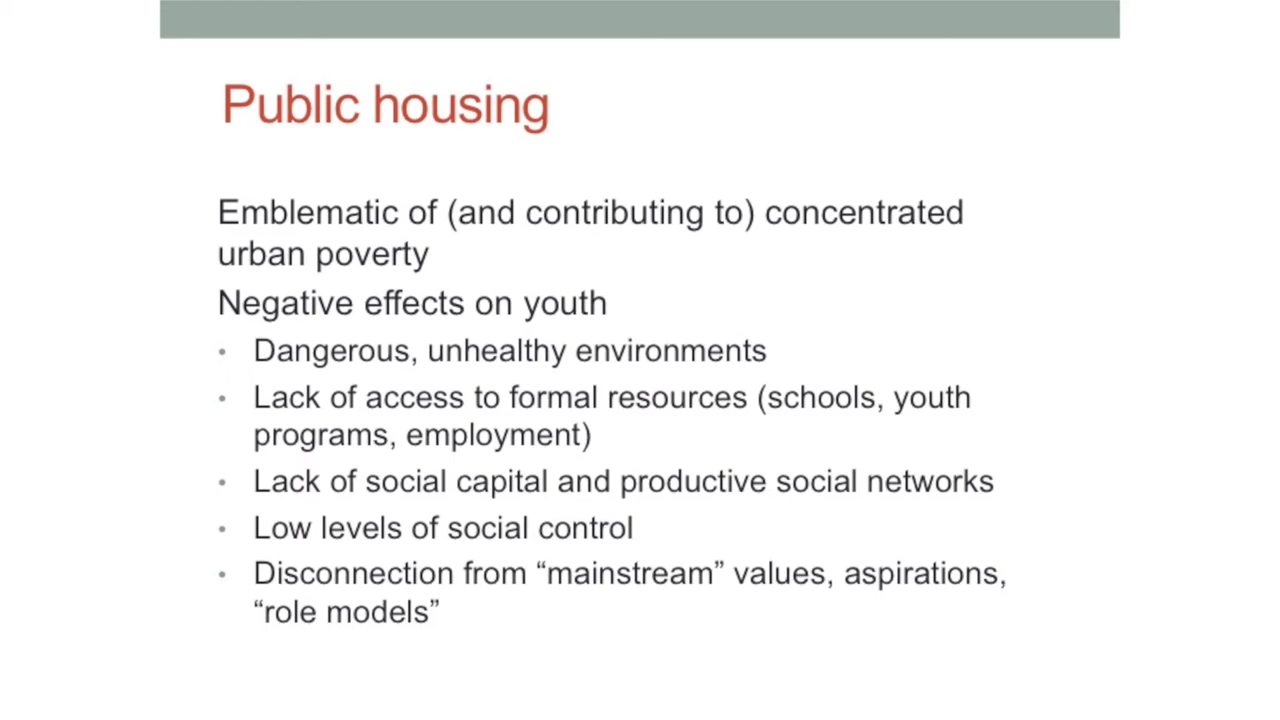 Public housing
Emblematic of (and contributing to) concentrated
urban poverty
Negative effects on youth
• Dangerous, unhealthy environments
• Lack of access to formal resources (schools, youth
programs, employment)
• Lack of social capital and productive social networks
• Low levels of social control
• Disconnection from “mainstream” values, aspirations,
“role models”